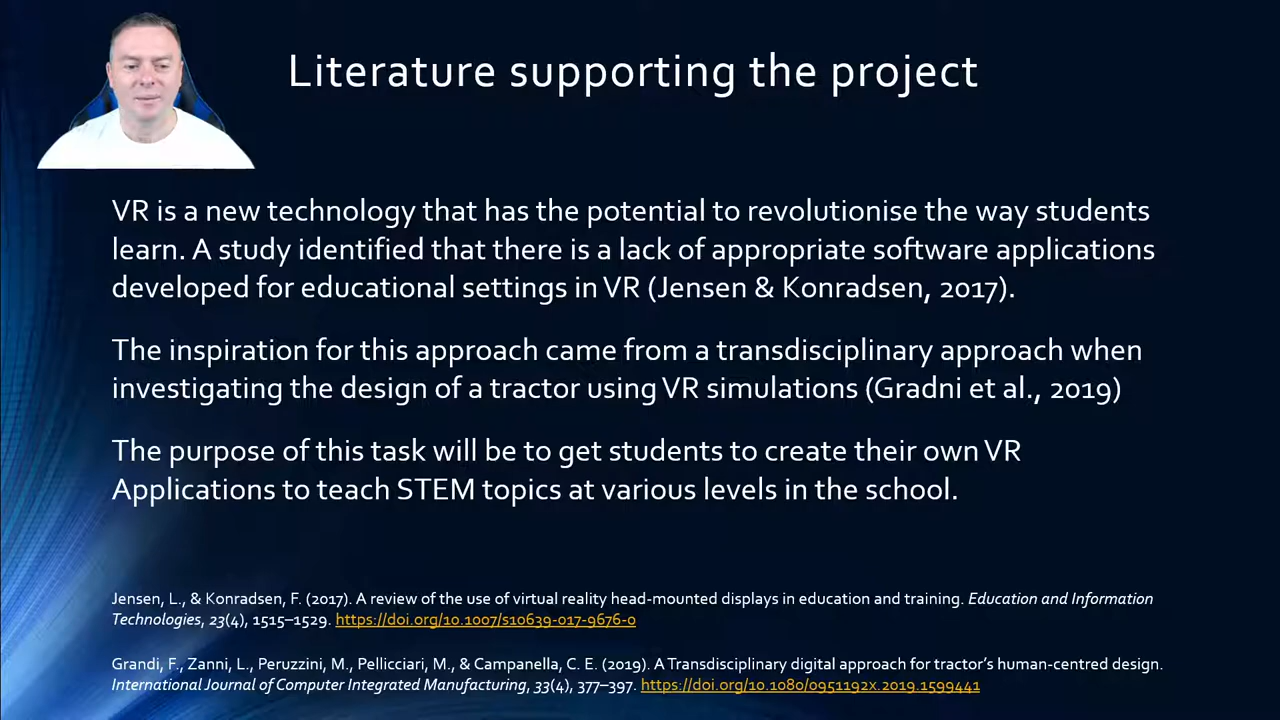 Literature supporting the project
VR is a new technology that has the potential to revolutionise the way students
learn. A study identified that there is a lack of appropriate software applications
developed for educational settings in VR (Jensen & Konradsen, 2017).
The inspiration for this approach came from a transdisciplinary approach when
investigating the design of a tractor using VR simulations (Gradni et al., 2019)
The purpose of this task will be to get students to create their own VR
Applications to teach STEM topics at various levels in the school.
Jensen, L., & Konradsen, F. (2017). A review of the use of virtual reality head-mounted displays in education and training. Education and Information
Technologies, 23(4), 1515–1529. https://doi.org/10.1007/s10639-017-9676-0
Grandi, F., Zanni, L., Peruzzini, M., Pellicciari, M., & Campanella, C. E. (2019). A Transdisciplinary digital approach for tractor's human-centred design.
International Journal of Computer Integrated Manufacturing, 33(4), 377–397. https://doi.org/10.1080/0951192x.2019.1599441